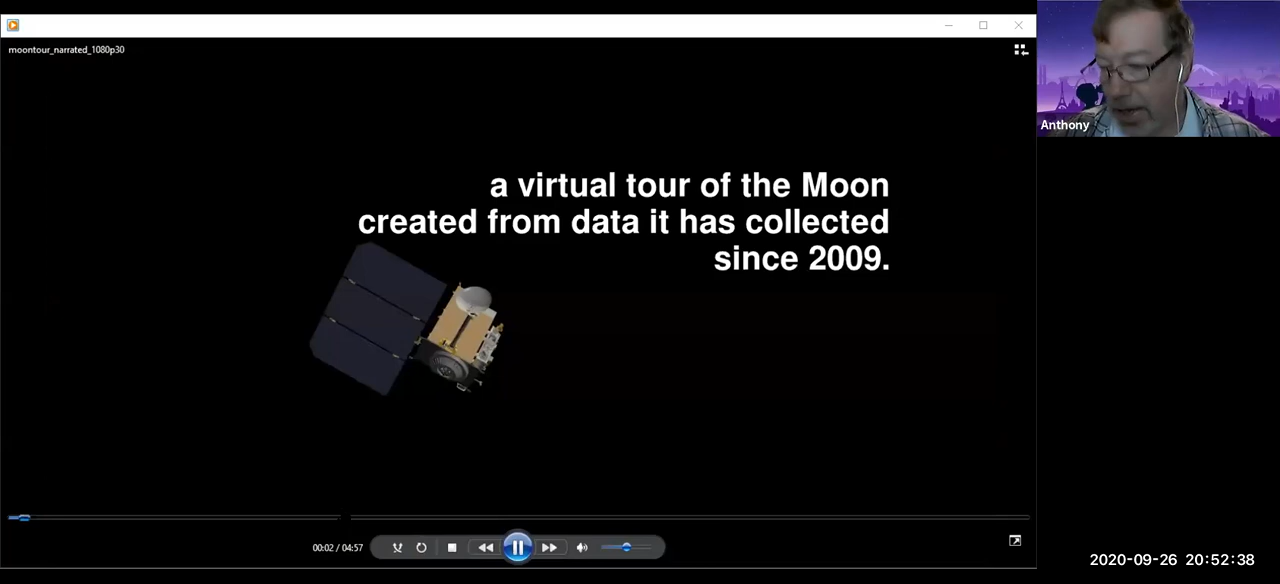 moontour_narrated_1080p30
Anthony
a virtual tour of the Moon
created from data it has collected
since 2009.
00:02 / 04:57
2020-09-26 20:52:38